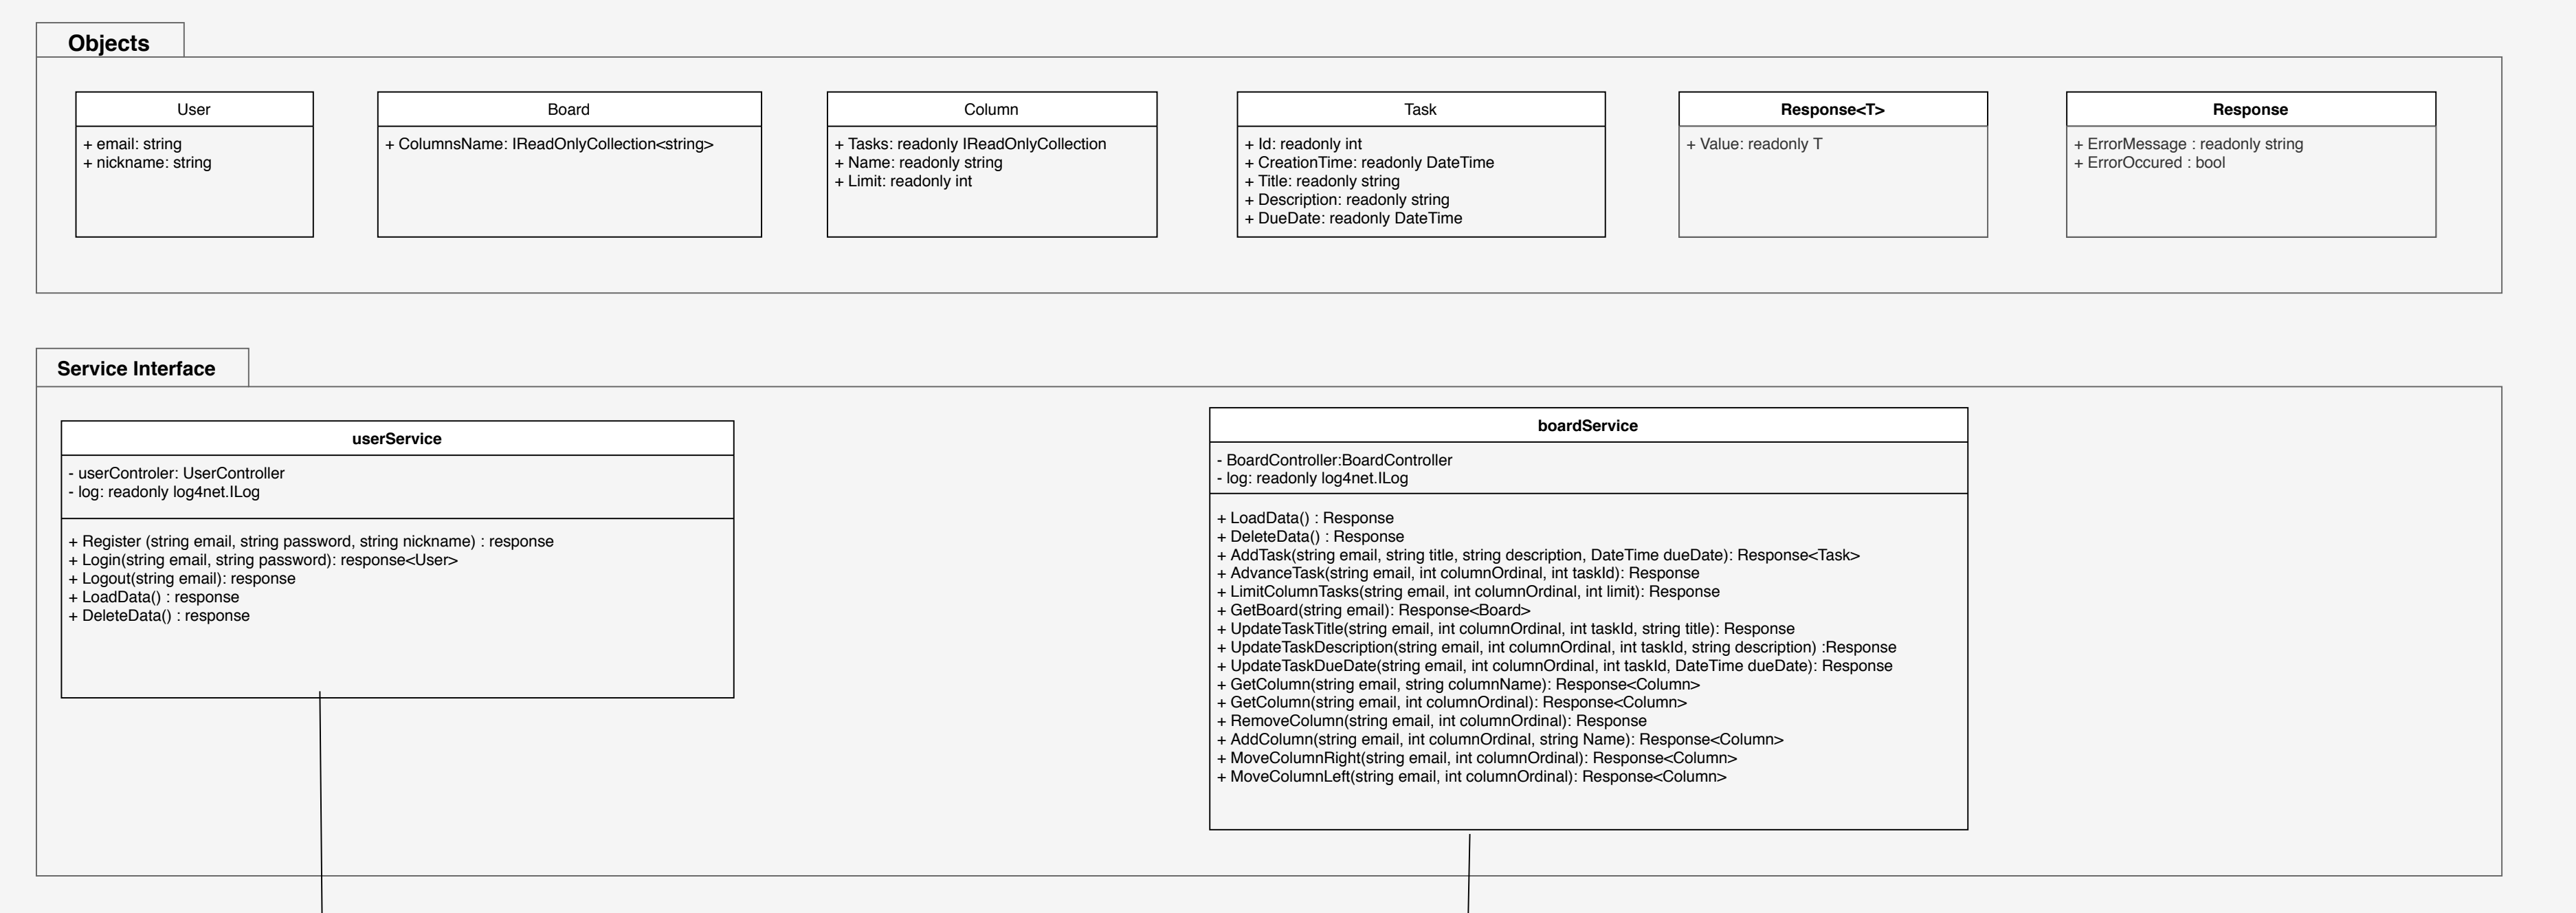 Objects
User
+ email: string
+ nickname: string
Board
+ ColumnsName: IReadOnlyCollection<string>
Column
+ Tasks: readonly IReadOnlyCollection
+ Name: readonly string
+ Limit: readonly int
Task
+ Id: readonly int
+ CreationTime: readonly DateTime
+ Title: readonly string
+ Description: readonly string
+ DueDate: readonly DateTime
Response<T>
+ Value: readonly T
Response
+ ErrorMessage : readonly string
+ ErrorOccured : bool
Service Interface
userService
- userControler: UserController
- log: readonly log4net.ILog
+ Register (string email, string password, string nickname) : response
+ Login(string email, string password): response<User>
+ Logout(string email): response
+ LoadData() : response
+ DeleteData() : response
boardService
- BoardController:BoardController
- log: readonly log4net.ILog
+ LoadData() : Response
+ DeleteData() : Response
+ AddTask(string email, string title, string description, DateTime dueDate): Response<Task>
+ AdvanceTask(string email, int columnOrdinal, int taskId): Response
+ LimitColumnTasks(string email, int columnOrdinal, int limit): Response
+ GetBoard(string email): Response<Board>
+ UpdateTaskTitle(string email, int columnOrdinal, int taskId, string title): Response
+ UpdateTaskDescription(string email, int columnOrdinal, int taskId, string description) :Response
+ UpdateTaskDueDate(string email, int columnOrdinal, int taskId, DateTime dueDate): Response
+ GetColumn(string email, string columnName): Response<Column>
+ GetColumn(string email, int columnOrdinal): Response<Column>
+ RemoveColumn(string email, int columnOrdinal): Response
+ AddColumn(string email, int columnOrdinal, string Name): Response<Column>
+ MoveColumnRight(string email, int columnOrdinal): Response<Column>
+ MoveColumnLeft(string email, int columnOrdinal): Response<Column>